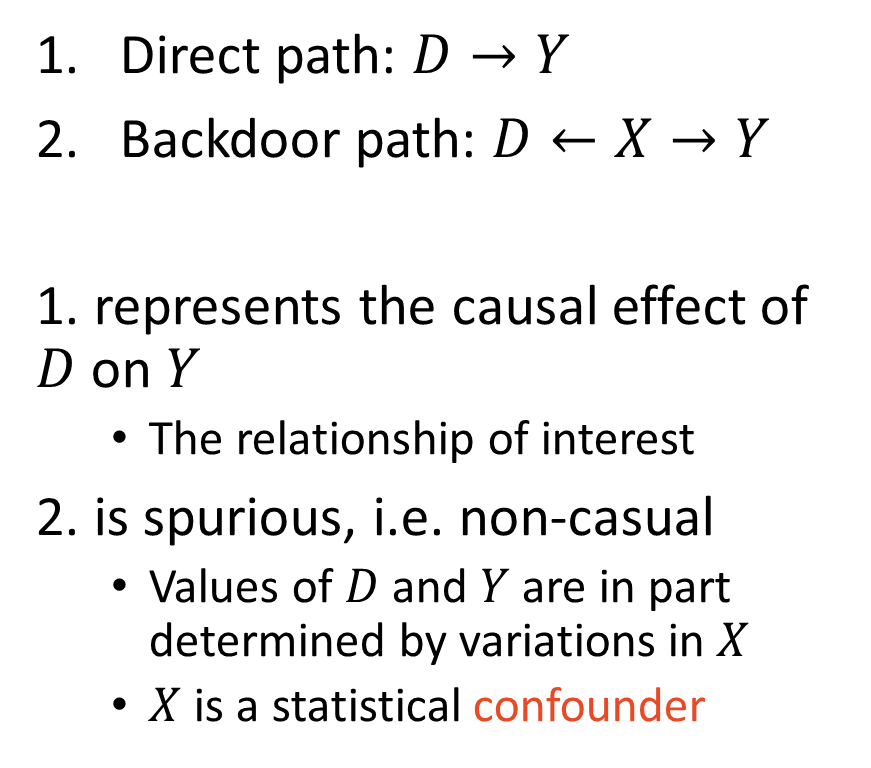 1. Direct path: D → Y
2. Backdoor path: D ← X → Y
1. represents the causal effect of
D on Y
• The relationship of interest
2. is spurious, i.e. non-casual
• Values of D and Y are in part
determined by variations in X
• X is a statistical confounder